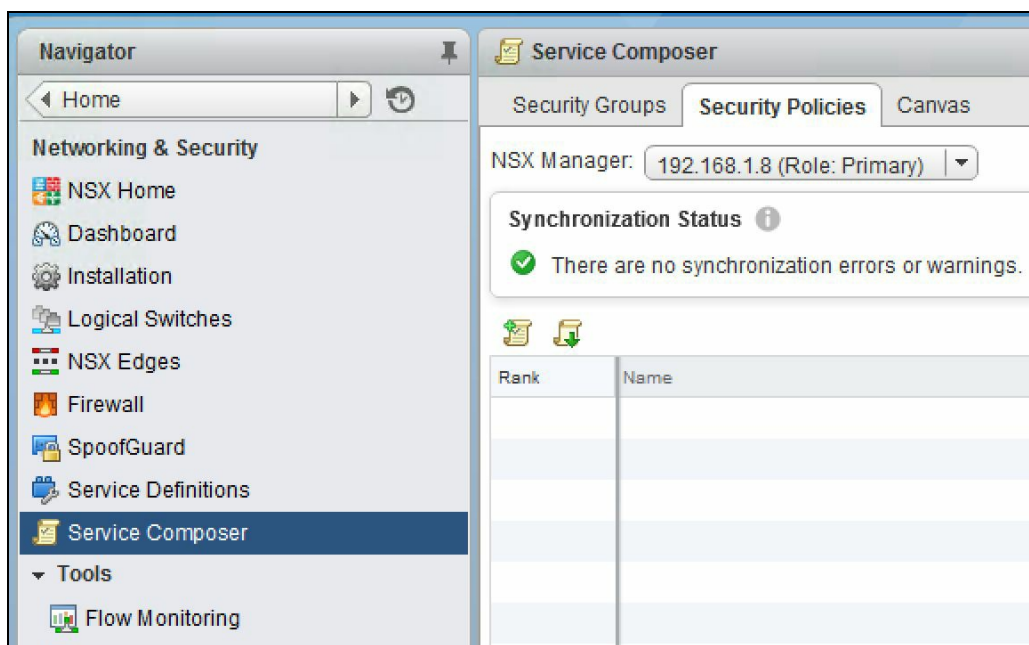 Navigator
Home
Networking & Security
NSX Home
Dashboard
Installation
Logical Switches
NSX Edges
Firewall
SpoofGuard
Service Definitions
Service Composer
Tools
Flow Monitoring
Service Composer
Security Groups Security Policies Canvas
NSX Manager: 192.168.1.8 (Role: Primary)
Synchronization Status
There are no synchronization errors or warnings.
Rank Name